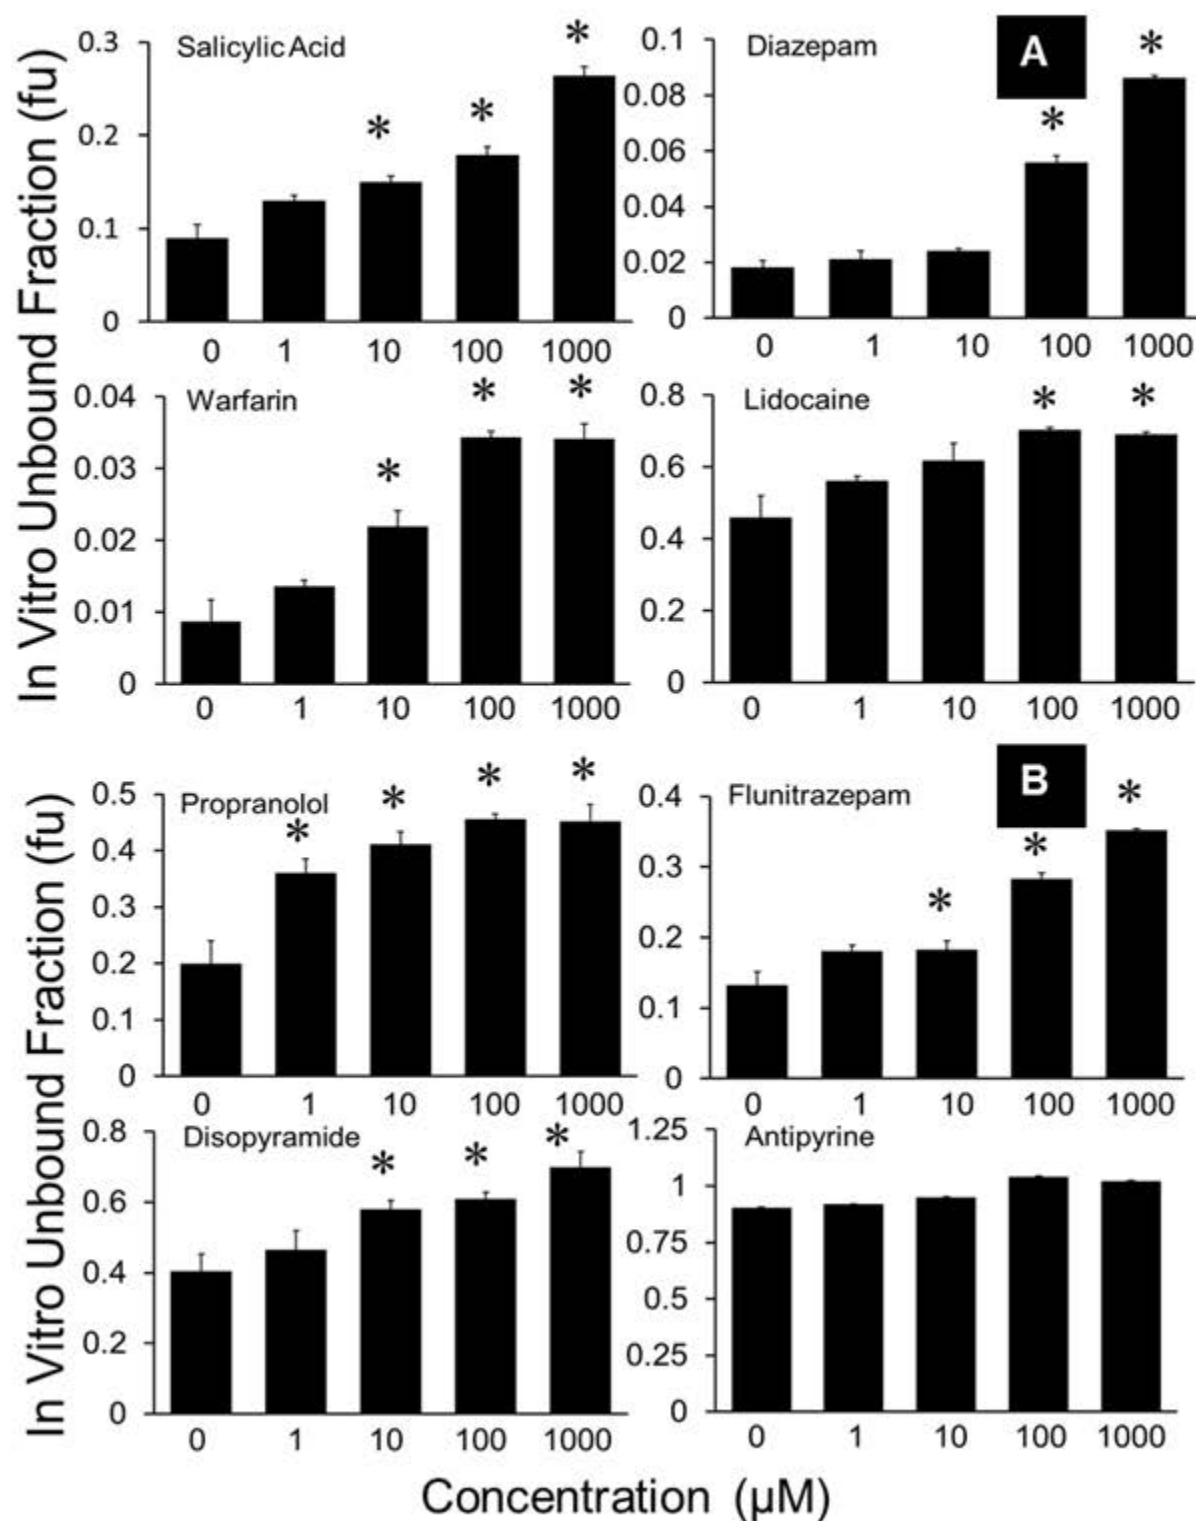 In Vitro Unbound Fraction (fu)
Salicylic Acid
*
*
*
0.3
0.2
0.1
0
0 1 10 100 1000
Diazepam
A
*
*
0.1
0.08
0.06
0.04
0.02
0
0 1 10 100 1000
Warfarin
*
*
*
0.04
0.03
0.02
0.01
0
0 1 10 100 1000
Lidocaine
*
*
0.8
0.6
0.4
0.2
0
0 1 10 100 1000
In Vitro Unbound Fraction (fu)
Propranolol
*
*
*
*
0.5
0.4
0.3
0.2
0.1
0
0 1 10 100 1000
Flunitrazepam
B
*
*
*
0.4
0.3
0.2
0.1
0
0 1 10 100 1000
Disopyramide
*
*
*
0.8
0.6
0.4
0.2
0
0 1 10 100 1000
Antipyrine
1.25
1
0.75
0.5
0.25
0
0 1 10 100 1000
Concentration (µM)